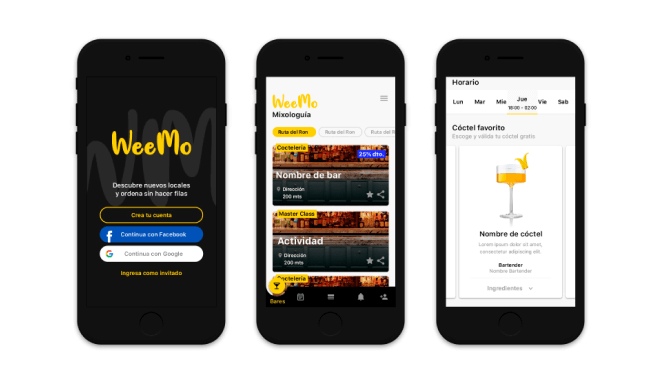 WeeMo
Descubre nuevos locales
y ordena sin hacer filas
Crea tu cuenta
Continua con Facebook
Continua con Google
Ingresa como invitado
WeeMo
Mixología
Ruta del Ron
Ruta del Ron
Ruta del R
Coctelería
25% dto.
Nombre de bar
Dirección
200 mts
Master Class
Actividad
Dirección
200 mts
Coctelería
Bares
Horario
Lun Mar Mie Jue Vie Sab
18:00 - 02:00
Cóctel favorito
Escoge y válida tu cóctel gratis
Nombre de cóctel
Lorem ipsum dolor sit amet,
consectetur adipiscing elit.
Bartender
Nombre Bartender
Ingredientes